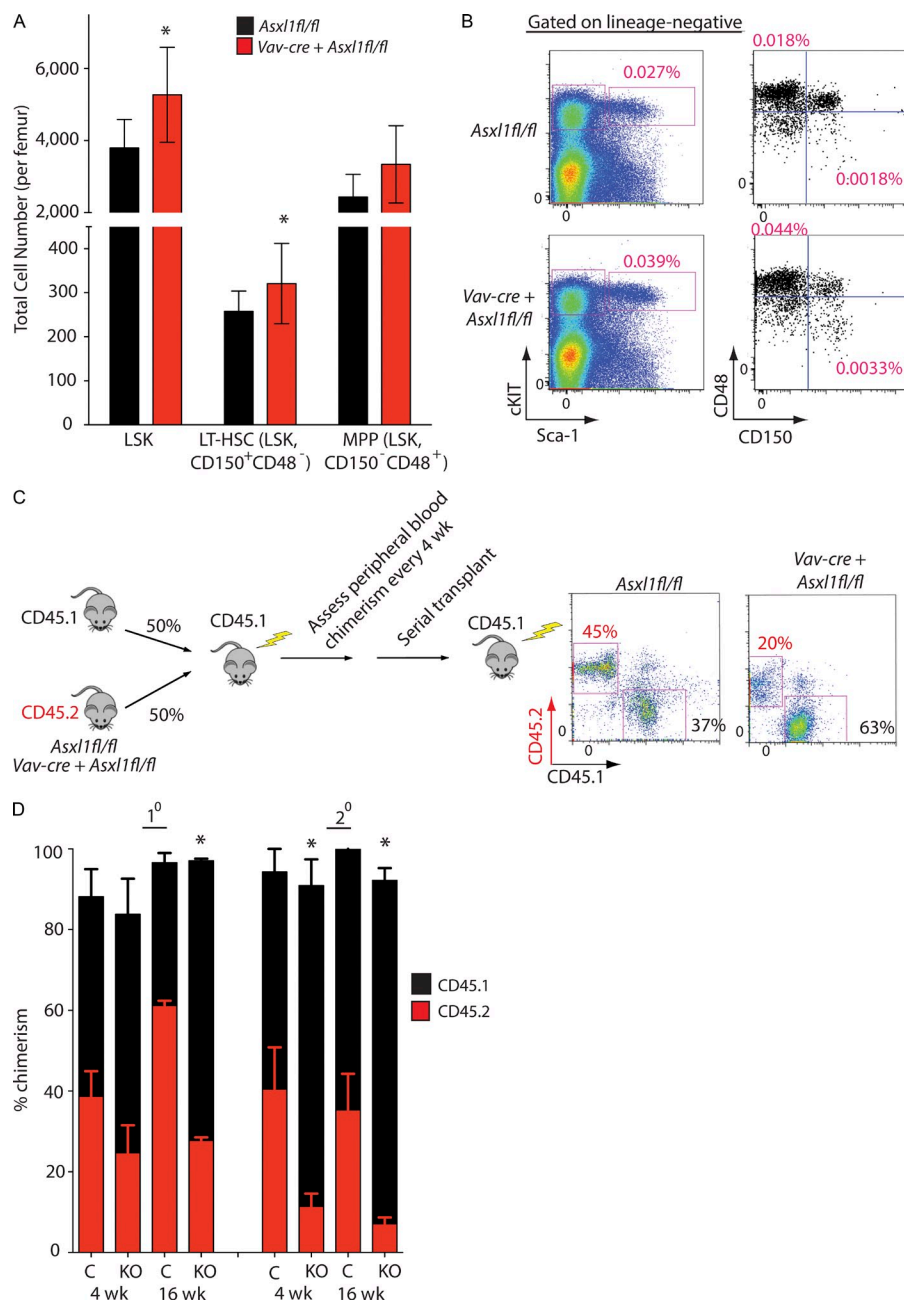 A
Asxl1fl/fl
Vav-cre + Asxl1fl/fl
*
*
6,000
4,000
2,000
400
300
200
100
0
Total Cell Number (per femur)
LSK
LT-HSC (LSK,
CD150+CD48-)
MPP (LSK,
CD150-CD48+)
B
Gated on lineage-negative
Asxl1fl/fl
0.027%
0
0
0.018%
0.0018%
0
0
Vav-cre +
Asxl1fl/fl
0.039%
0
0
0.044%
0.0033%
0
0
cKIT
Sca-1
CD48
CD150
C
CD45.1
50%
CD45.2
50%
Asxl1fl/fl
Vav-cre + Asxl1fl/fl
CD45.1
Assess peripheral blood
chimerism every 4 wk
Serial transplant
CD45.1
Asxl1fl/fl
45%
37%
0
0
CD45.2
CD45.1
Vav-cre +
Asxl1fl/fl
20%
63%
0
0
D
1⁰
*
2⁰
*
*
100
80
60
40
20
0
% chimerism
CD45.1
CD45.2
C KO C KO C KO C KO
4 wk 16 wk 4 wk 16 wk